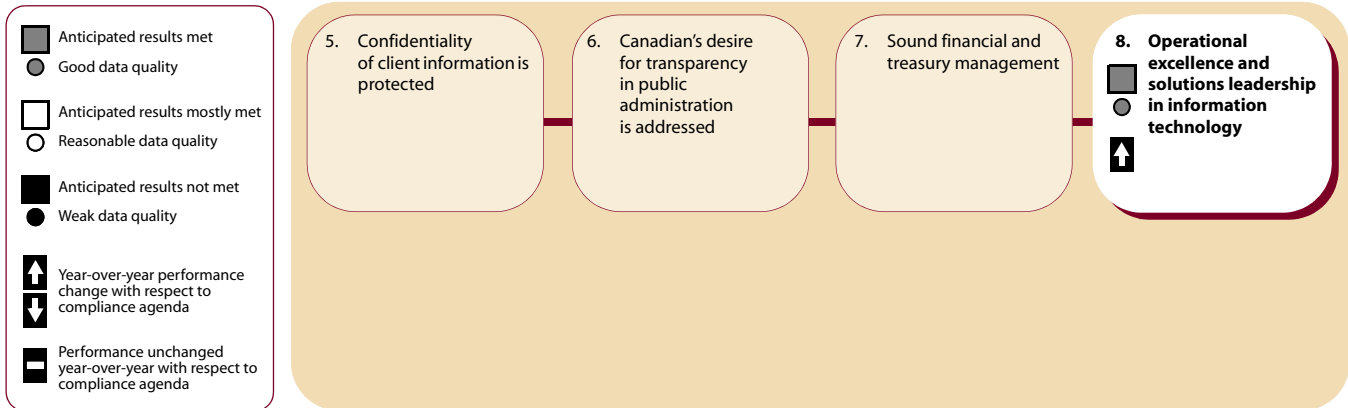 Anticipated results met
Good data quality
Anticipated results mostly met
Reasonable data quality
Anticipated results not met
Weak data quality
Year-over-year performance
change with respect to
compliance agenda
Performance unchanged
year-over-year with respect to
compliance agenda
5. Confidentiality
of client information is
protected
6. Canadian's desire
for transparency
in public
administration
is addressed
7. Sound financial and
treasury management
8. Operational
excellence and
solutions leadership
in information
technology